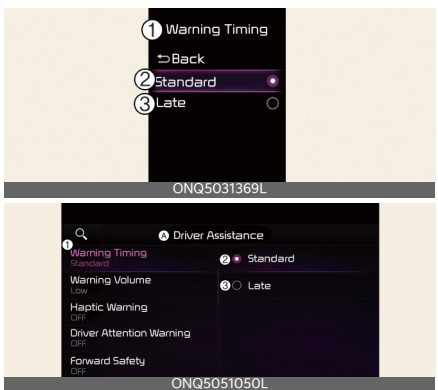 ① Warning Timing
Back
② Standard
③ Late
ONQ5031369L
Ⓐ Driver Assistance
①
Warning Timing
Standard
② Standard
Warning Volume
Low
③ Late
Haptic Warning
OFF
Driver Attention Warning
OFF
Forward Safety
OFF
ONQ5051050L